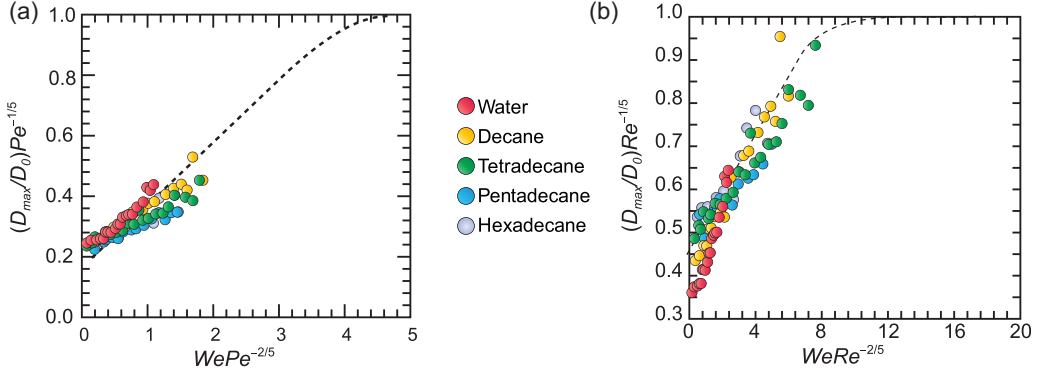 (a)
(D_max/D_0)Pe^−1/5
1.0
0.8
0.6
0.4
0.2
0.0
0
1
2
3
4
5
WePe^−2/5
Water
Decane
Tetradecane
Pentadecane
Hexadecane
(b)
(D_max/D_0)Re^−1/5
1.0
0.9
0.8
0.7
0.6
0.5
0.4
0.3
0
4
8
12
16
20
WeRe^−2/5